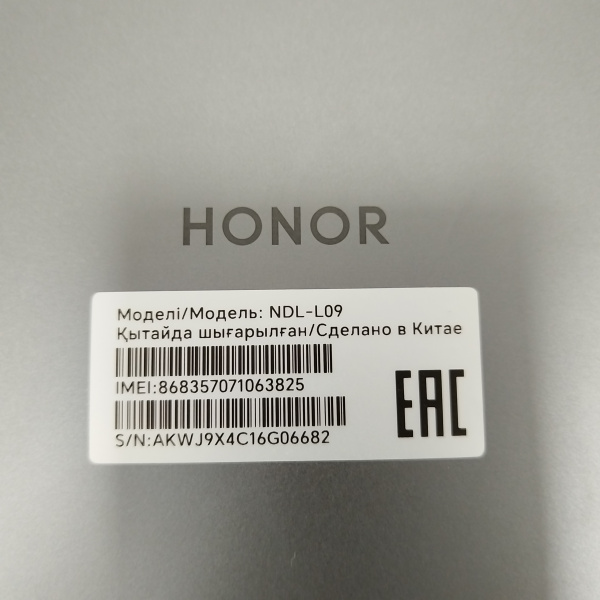 HONOR
Моделі/Модель: NDL-L09
Қытайда шығарылған/Сделано в Китае
IMEI:868357071063825
S/N:AKWJ9X4C16G06682
EAC